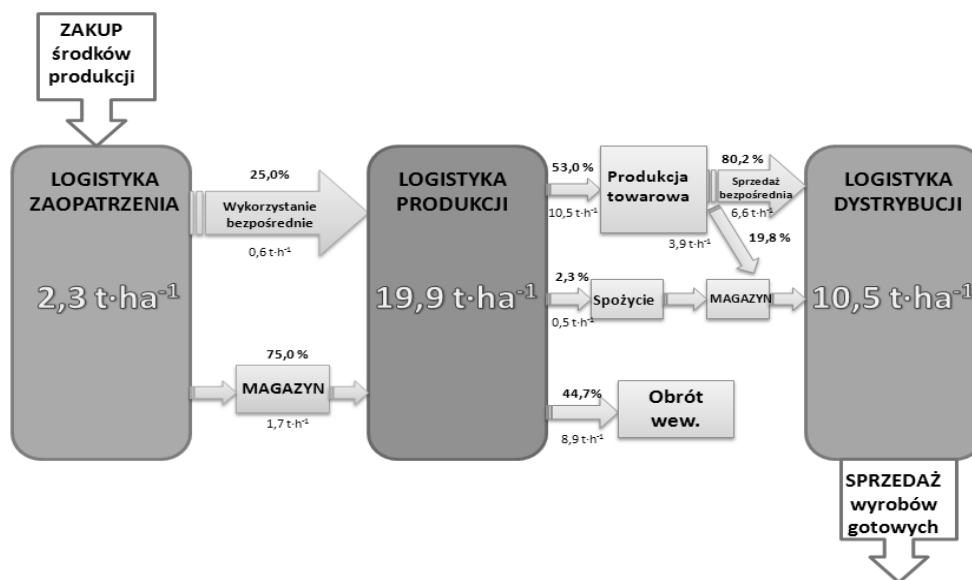 ZAKUP
środków
produkcji
LOGISTYKA
ZAOPATRZENIA
2,3 t·ha⁻¹
25,0%
Wykorzystanie
bezpośrednie
0,6 t·h⁻¹
75,0 %
MAGAZYN
1,7 t·h⁻¹
LOGISTYKA
PRODUKCJI
19,9 t·ha⁻¹
53,0 %
10,5 t·h⁻¹
Produkcja
towarowa
3,9 t·h⁻¹
80,2 %
Sprzedaż
bezpośrednia
6,6 t·h⁻¹
19,8 %
2,3 %
0,5 t·h⁻¹
Spożycie
MAGAZYN
44,7%
8,9 t·h⁻¹
Obrót
wew.
LOGISTYKA
DYSTRYBUCJI
10,5 t·ha⁻¹
SPRZEDAŻ
wyrobów
gotowych